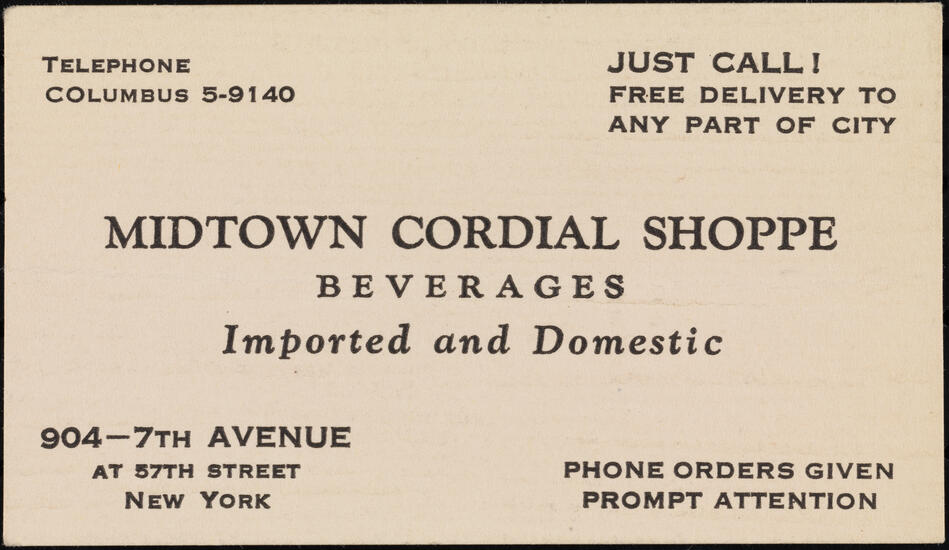 TELEPHONE
COLUMBUS 5-9140
JUST CALL!
FREE DELIVERY TO
ANY PART OF CITY
MIDTOWN CORDIAL SHOPPE
BEVERAGES
Imported and Domestic
904—7TH AVENUE
AT 57TH STREET
NEW YORK
PHONE ORDERS GIVEN
PROMPT ATTENTION